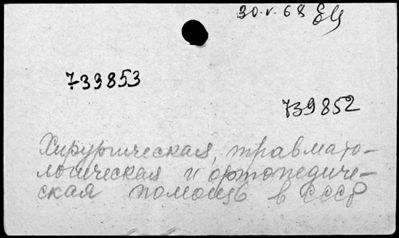 30.V.68
739853
739852
Хирургическая, травмато-
логическая и ортопедиче-
ская помощь в СССР